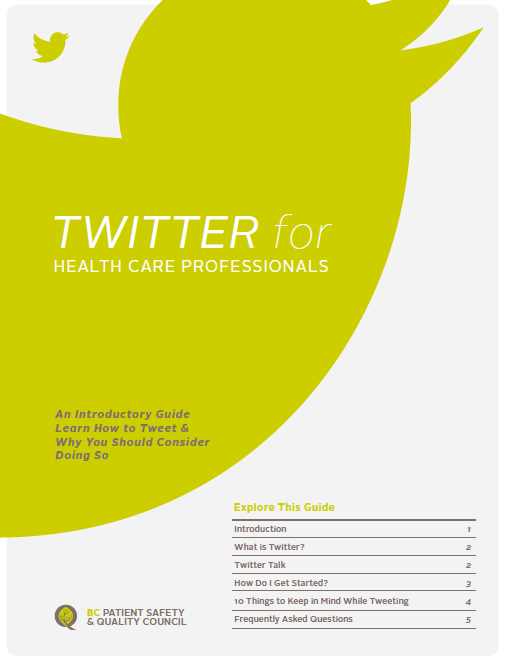 TWITTER for
HEALTH CARE PROFESSIONALS
An Introductory Guide
Learn How to Tweet &
Why You Should Consider
Doing So
Explore This Guide
Introduction 1
What is Twitter? 2
Twitter Talk 2
How Do I Get Started? 3
10 Things to Keep in Mind While Tweeting 4
Frequently Asked Questions 5
BC PATIENT SAFETY
& QUALITY COUNCIL